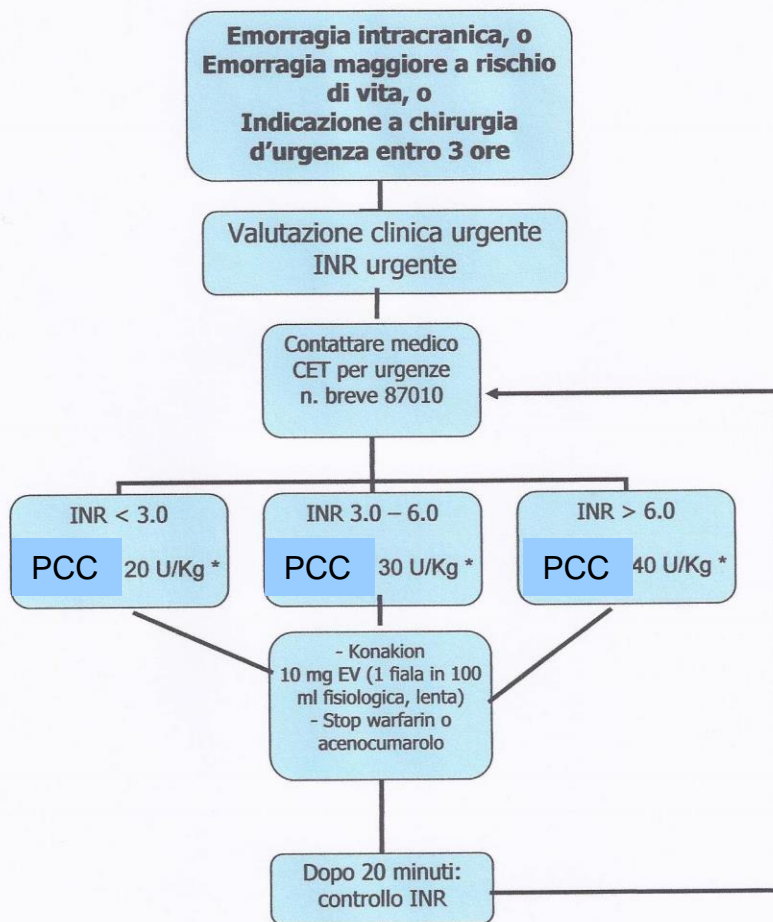 Emorragia intracranica, o
Emorragia maggiore a rischio
di vita, o
Indicazione a chirurgia
d'urgenza entro 3 ore
Valutazione clinica urgente
INR urgente
Contattare medico
CET per urgenze
n. breve 87010
INR < 3.0
PCC 20 U/Kg *
INR 3.0 – 6.0
PCC 30 U/Kg *
INR > 6.0
PCC 40 U/Kg *
- Konakion
10 mg EV (1 fiala in 100
ml fisiologica, lenta)
- Stop warfarin o
acenocumarolo
Dopo 20 minuti:
controllo INR